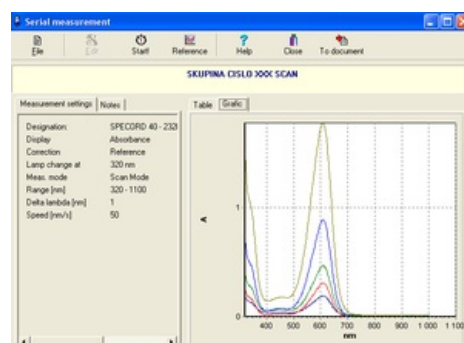 Serial measurement
File
Edit
Start!
Reference
Help
Close
To document
SKUPINA CISLO XXX SCAN
Measurement settings
Notes
Table
Grafic
Designation SPECORD 40 - 232
Display Absorbance
Correction Reference
Lamp change at 320 nm
Meas. mode Scan Mode
Range [nm] 320 - 1100
Delta lambda [nm] 1
Speed [nm/s] 50
A
1
0
400 500 600 700 800 900 1 000 1 100
nm